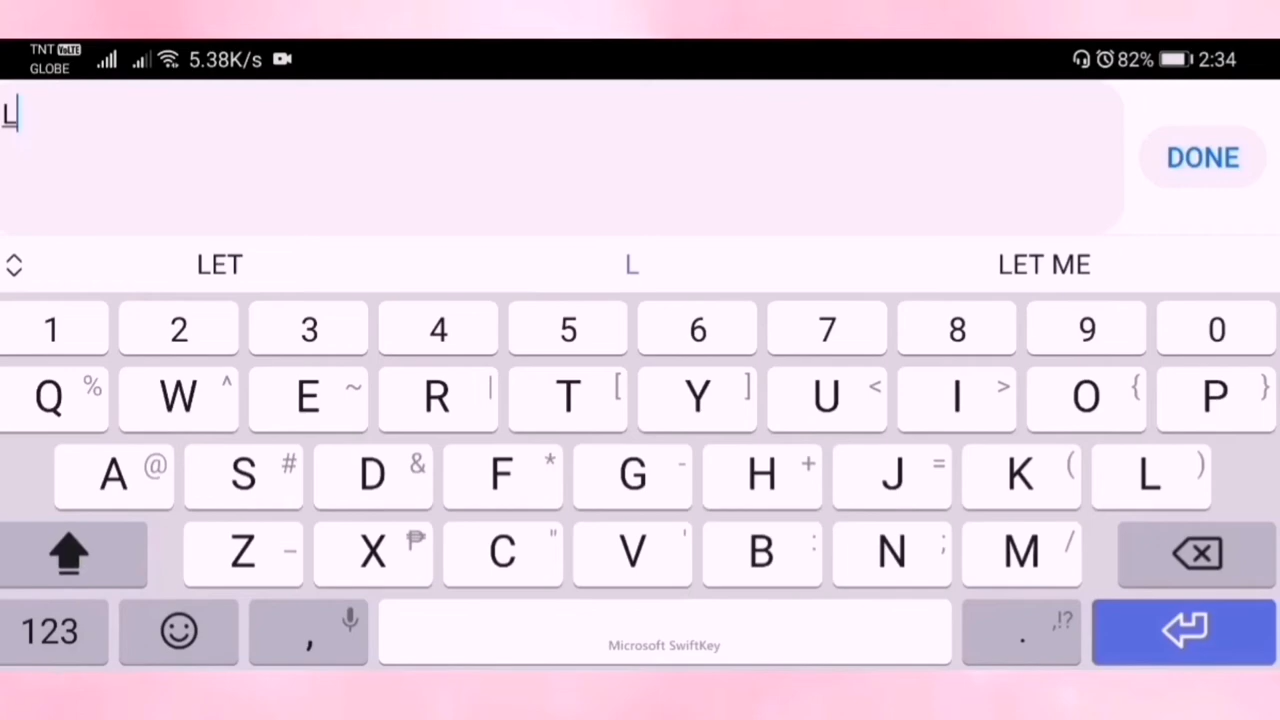 TNT VoLTE
GLOBE
5.38K/s
82% 2:34
L
DONE
LET L LET ME
1 2 3 4 5 6 7 8 9 0
Q % W ^ E ~ R | T [ Y ] U < I > O { P }
A @ S # D & F * G - H + J = K ( L )
Z _ X ₱ C " V ' B : N ; M /
123 , Microsoft SwiftKey . ,!?